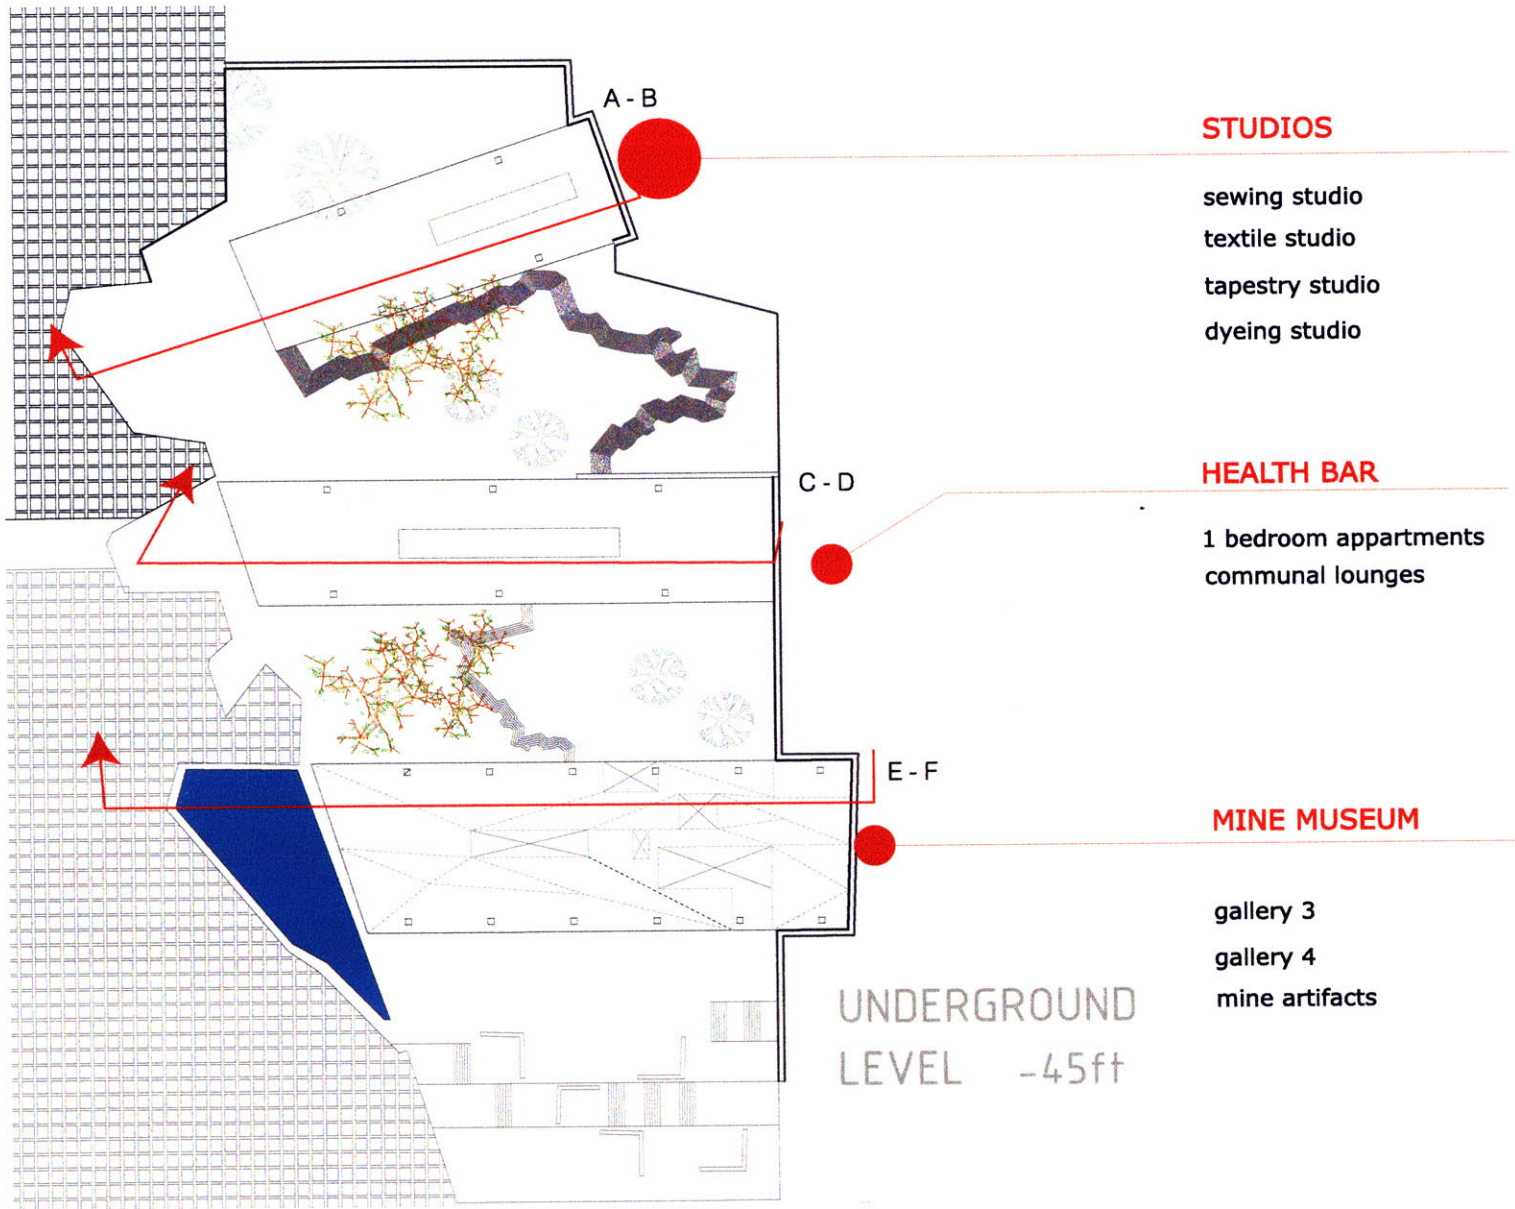 A - B
STUDIOS
sewing studio
textile studio
tapestry studio
dyeing studio
C - D
HEALTH BAR
1 bedroom appartments
communal lounges
E - F
MINE MUSEUM
gallery 3
gallery 4
mine artifacts
UNDERGROUND
LEVEL -45ft